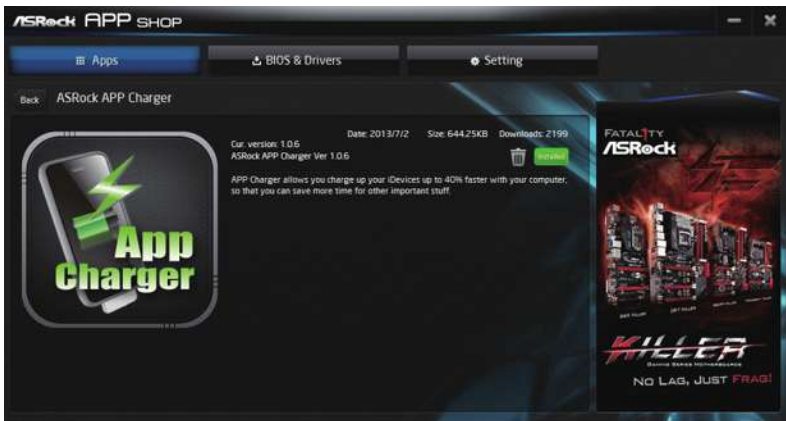 ASRock APP SHOP
Apps
BIOS & Drivers
Setting
Back
ASRock APP Charger
Date: 2013/7/2 Size: 644.25KB Downloads: 2199
Cur. version: 1.0.6
ASRock APP Charger Ver 1.0.6
Installed
APP Charger allows you charge up your iDevices up to 40% faster with your computer,
so that you can save more time for other important stuff.
App
Charger
FATAL1TY
ASRock
KILLER
GAMING SERIES MOTHERBOARDS
NO LAG, JUST FRAG!